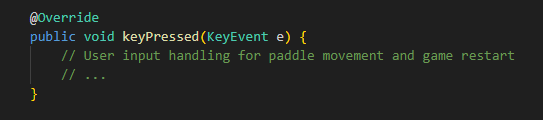 @Override
public void keyPressed(KeyEvent e) {
// User input handling for paddle movement and game restart
// ...
}